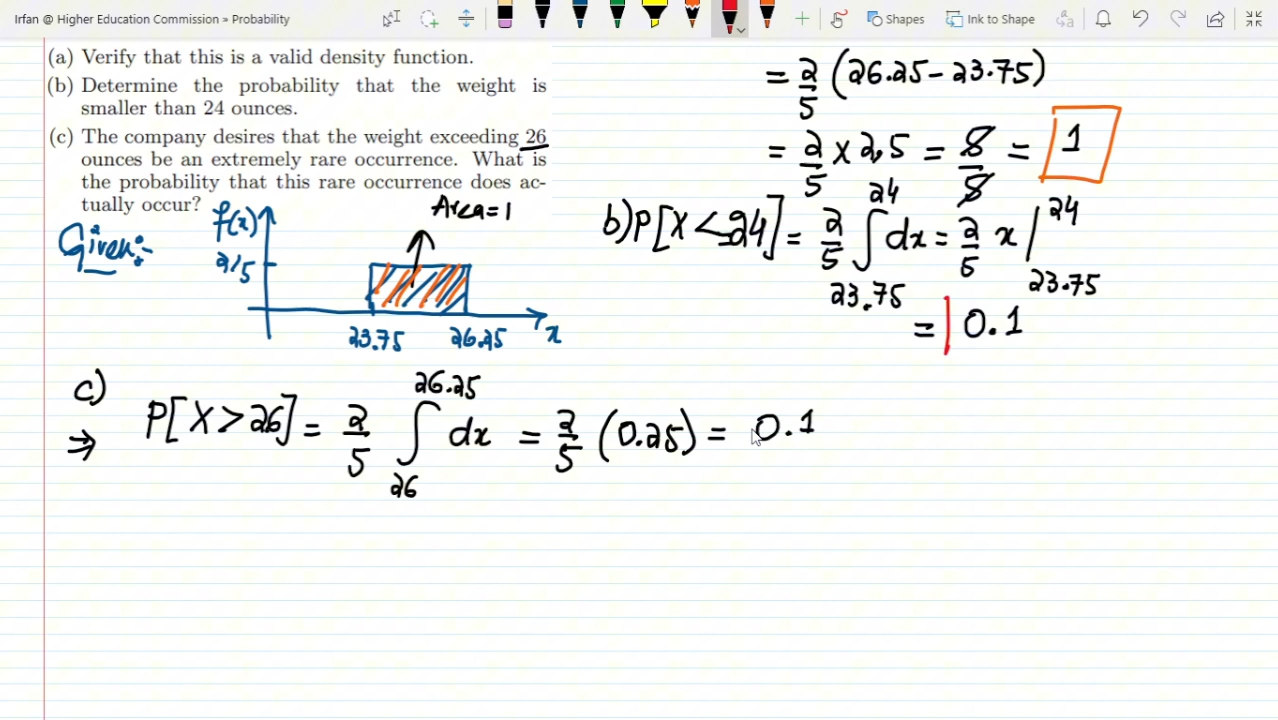 Irfan @ Higher Education Commission » Probability
Shapes
Ink to Shape
(a) Verify that this is a valid density function.
(b) Determine the probability that the weight is
smaller than 24 ounces.
(c) The company desires that the weight exceeding 26
ounces be an extremely rare occurrence. What is
the probability that this rare occurrence does ac-
tually occur?
Given:-
f(x)
2/5
Area=1
23.75
26.25
x
= 2/5 (26.25-23.75)
= 2/5 x 2.5 = 5/5 = 1
b) P[X<=24] = 2/5 ∫ 23.75 24 dx = 2/5 x | 23.75 24
= 0.1
c)
⇒ P[X>26] = 2/5 ∫ 26 26.25 dx = 2/5 (0.25) = 0.1